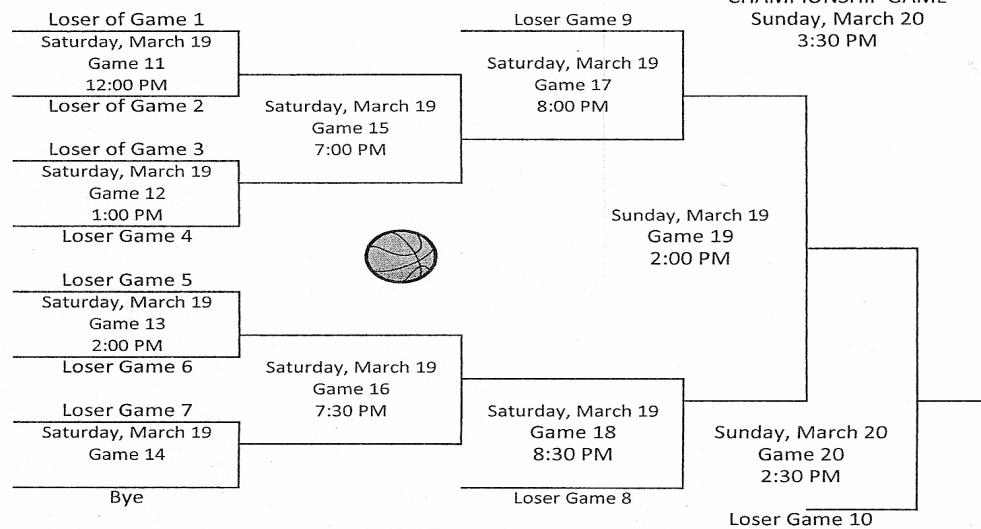 CHAMPIONSHIP GAME
Sunday, March 20
3:30 PM
Loser of Game 1
Saturday, March 19
Game 11
12:00 PM
Loser of Game 2
Loser of Game 3
Saturday, March 19
Game 12
1:00 PM
Loser Game 4
Loser Game 5
Saturday, March 19
Game 13
2:00 PM
Loser Game 6
Loser Game 7
Saturday, March 19
Game 14
Bye
Saturday, March 19
Game 15
7:00 PM
Saturday, March 19
Game 16
7:30 PM
Loser Game 9
Saturday, March 19
Game 17
8:00 PM
Saturday, March 19
Game 18
8:30 PM
Loser Game 8
Sunday, March 19
Game 19
2:00 PM
Sunday, March 20
Game 20
2:30 PM
Loser Game 10